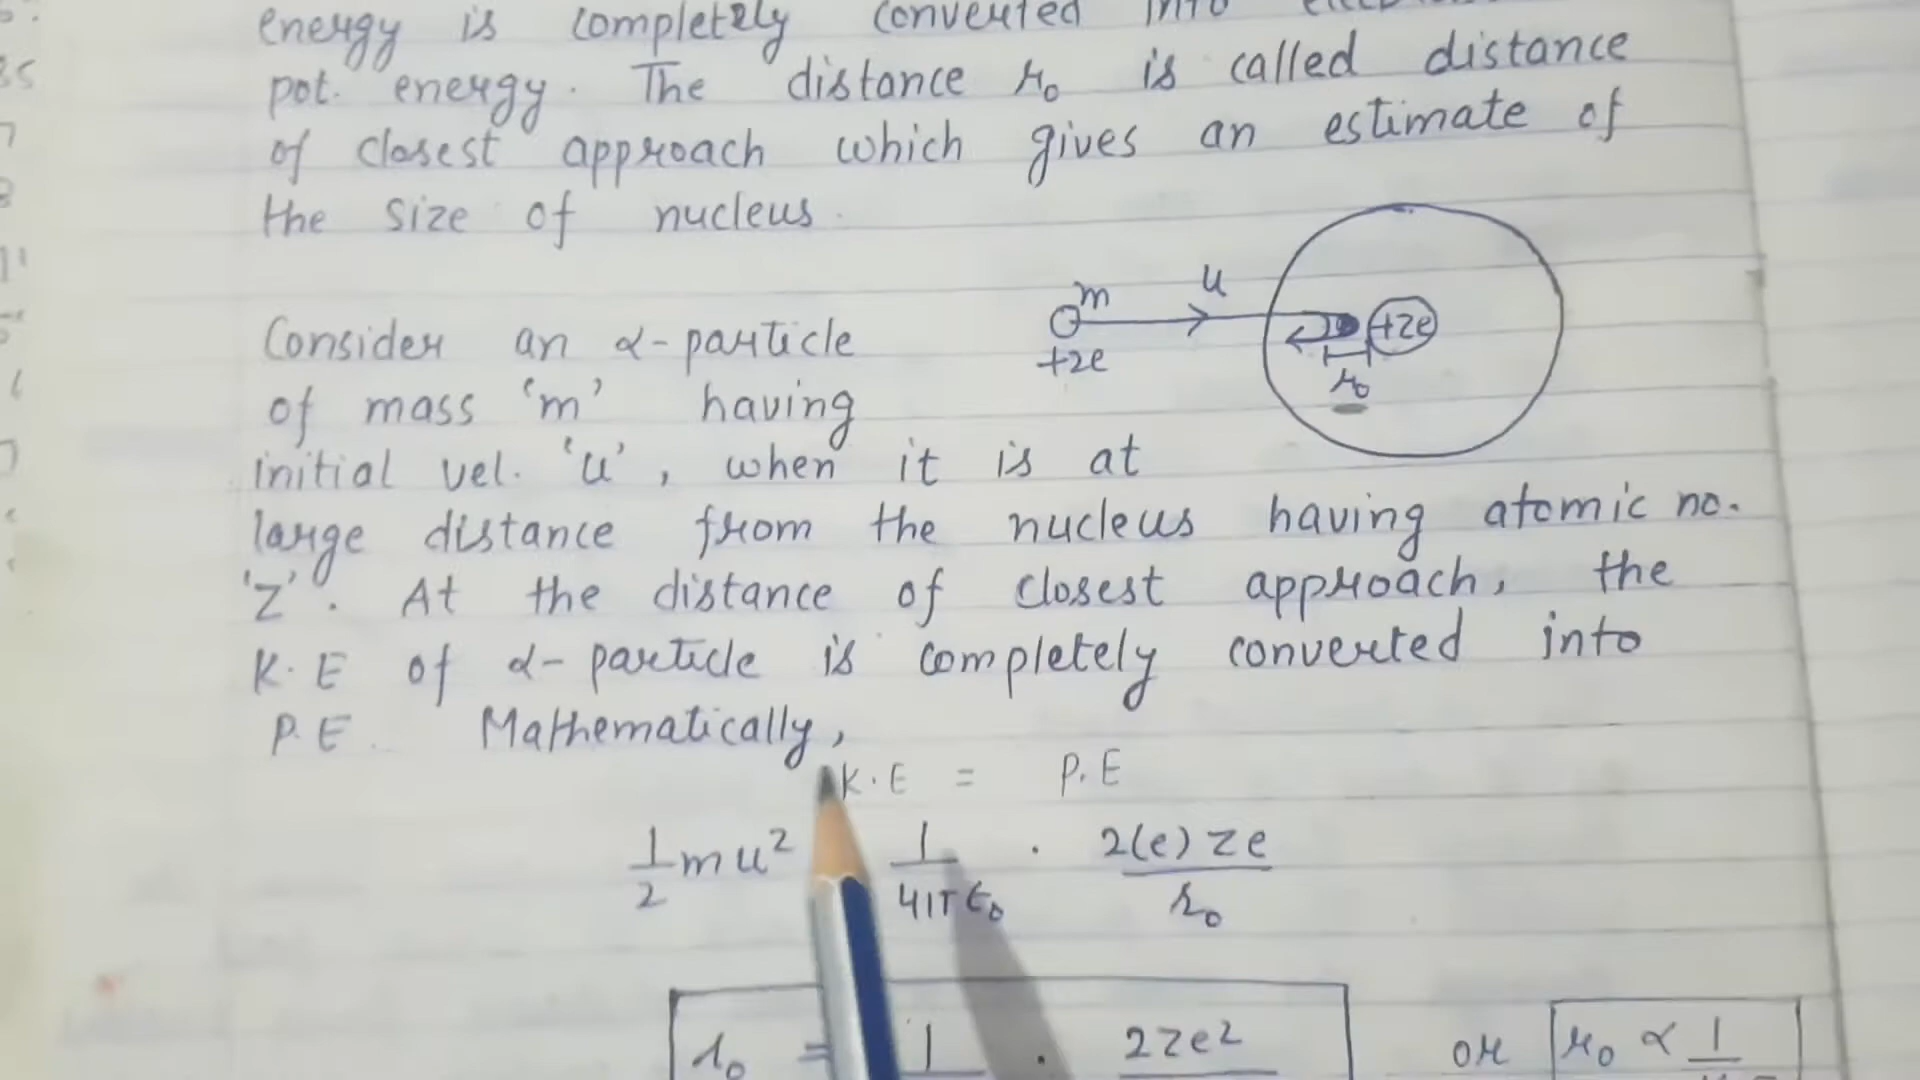 energy is completely converted into
pot. energy. The distance r₀ is called distance
of closest approach which gives an estimate of
the size of nucleus.
m
u
+2e
+ze
r₀
Consider an α-particle
of mass 'm' having
initial vel. 'u', when it is at
large distance from the nucleus having atomic no.
'Z'. At the distance of closest approach, the
K.E of α-particle is completely converted into
P.E. Mathematically,
K.E = P.E
1/2 mu² 1/4πε₀ · 2(e)ze/r₀
r₀ = 1 · 2ze² or r₀ ∝ 1